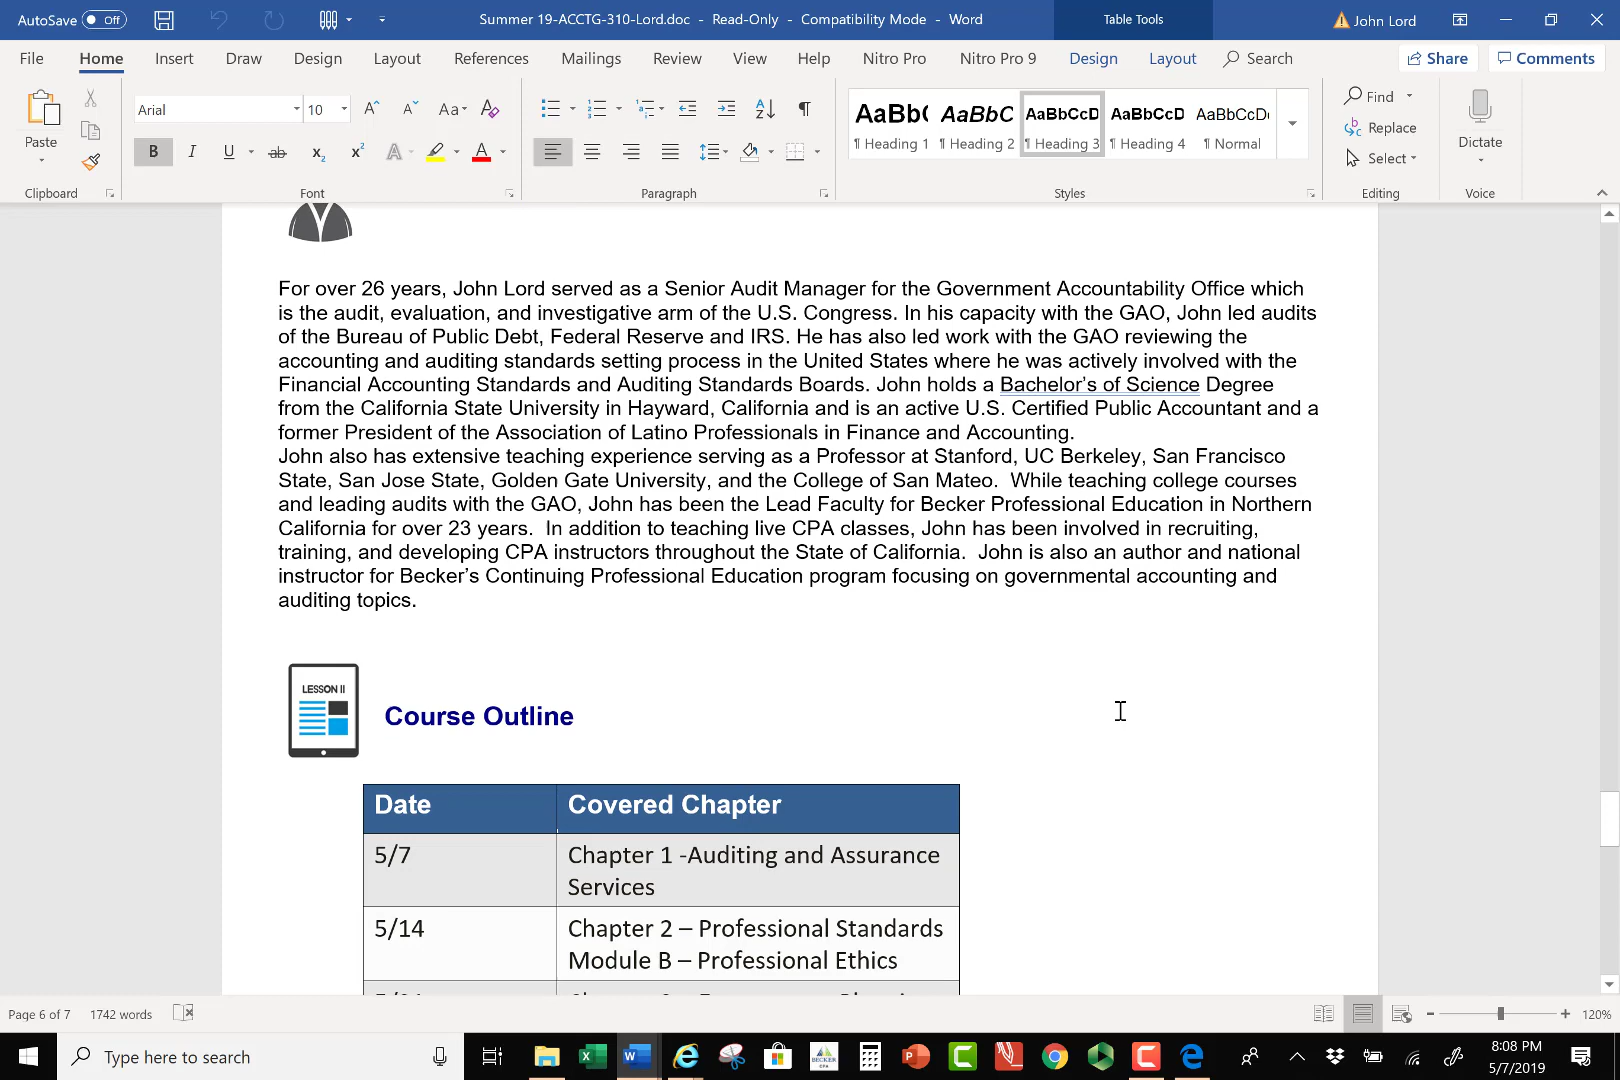 AutoSave Off Summer 19-ACCTG-310-Lord.doc - Read-Only - Compatibility Mode - Word Table Tools John Lord
File Home Insert Draw Design Layout References Mailings Review View Help Nitro Pro Nitro Pro 9 Design Layout Search Share Comments
Paste
Arial 10 Aa
B I U ab x₂ x² A A
AaBb( AaBbC AaBbCcD AaBbCcD AaBbCcD
¶ Heading 1 ¶ Heading 2 ¶ Heading 3 ¶ Heading 4 ¶ Normal
Find
Replace
Select
Dictate
Clipboard Font Paragraph Styles Editing Voice
For over 26 years, John Lord served as a Senior Audit Manager for the Government Accountability Office which
is the audit, evaluation, and investigative arm of the U.S. Congress. In his capacity with the GAO, John led audits
of the Bureau of Public Debt, Federal Reserve and IRS. He has also led work with the GAO reviewing the
accounting and auditing standards setting process in the United States where he was actively involved with the
Financial Accounting Standards and Auditing Standards Boards. John holds a Bachelor's of Science Degree
from the California State University in Hayward, California and is an active U.S. Certified Public Accountant and a
former President of the Association of Latino Professionals in Finance and Accounting.
John also has extensive teaching experience serving as a Professor at Stanford, UC Berkeley, San Francisco
State, San Jose State, Golden Gate University, and the College of San Mateo.  While teaching college courses
and leading audits with the GAO, John has been the Lead Faculty for Becker Professional Education in Northern
California for over 23 years.  In addition to teaching live CPA classes, John has been involved in recruiting,
training, and developing CPA instructors throughout the State of California.  John is also an author and national
instructor for Becker's Continuing Professional Education program focusing on governmental accounting and
auditing topics.
LESSON II
Course Outline
Date Covered Chapter
5/7 Chapter 1 -Auditing and Assurance
Services
5/14 Chapter 2 – Professional Standards
Module B – Professional Ethics
Page 6 of 7 1742 words 120%
Type here to search
BECKER
CPA
8:08 PM
5/7/2019